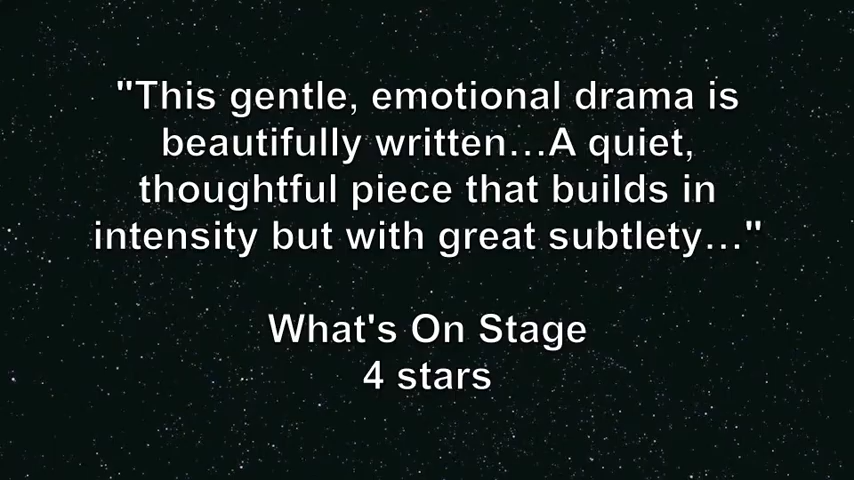 "This gentle, emotional drama is
beautifully written...A quiet,
thoughtful piece that builds in
intensity but with great subtlety..."
What's On Stage
4 stars